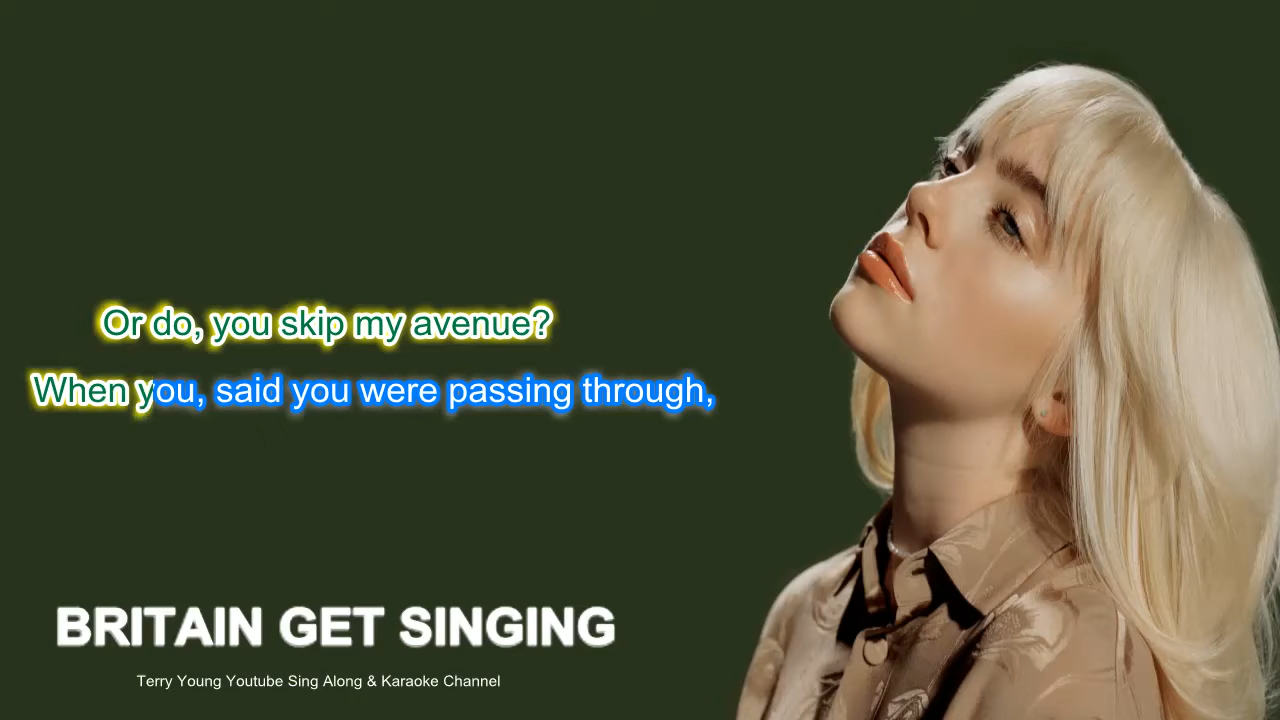 Or do, you skip my avenue?
When you, said you were passing through,
BRITAIN GET SINGING
Terry Young Youtube Sing Along & Karaoke Channel